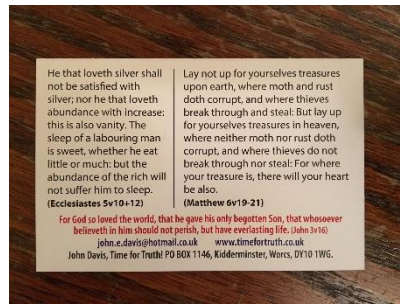 He that loveth silver shall
not be satisfied with
silver; nor he that loveth
abundance with increase:
this is also vanity. The
sleep of a labouring man
is sweet, whether he eat
little or much: but the
abundance of the rich will
not suffer him to sleep.
(Ecclesiastes 5v10+12)
Lay not up for yourselves treasures
upon earth, where moth and rust
doth corrupt, and where thieves
break through and steal: But lay up
for yourselves treasures in heaven,
where neither moth nor rust doth
corrupt, and where thieves do not
break through nor steal: For where
your treasure is, there will your heart
be also.
(Matthew 6v19-21)
For God so loved the world, that he gave his only begotten Son, that whosoever
believeth in him should not perish, but have everlasting life. (John 3v16)
john.e.davis@hotmail.co.uk www.timefortruth.co.uk
John Davis, Time for Truth! PO BOX 1146, Kidderminster, Worcs, DY10 1WG.